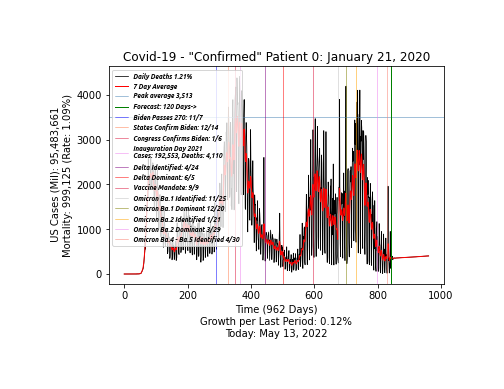 Covid-19 - "Confirmed" Patient 0: January 21, 2020
US Cases (Mil): 95,483,661
Mortality: 999,125 (Rate: 1.09%)
4000
3000
2000
1000
0
Daily Deaths 1.21%
7 Day Average
Peak average 3,513
Forecast: 120 Days->
Biden Passes 270: 11/7
States Confirm Biden: 12/14
Congress Confirms Biden: 1/6
Inauguration Day 2021
Cases: 192,553, Deaths: 4,110
Delta Identified: 4/24
Delta Dominant: 6/5
Vaccine Mandate: 9/9
Omicron Ba.1 Identified: 11/25
Omicron Ba.1 Dominant 12/20
Omicron Ba.2 Identified 1/21
Omicron Ba.2 Dominant 3/29
Omicron Ba.4 - Ba.5 Identified 4/30
0 200 400 600 800 1000
Time (962 Days)
Growth per Last Period: 0.12%
Today: May 13, 2022